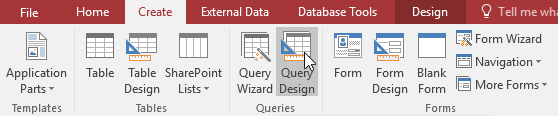 File Home Create External Data Database Tools Design Tell me wha
Application Parts Table Table Design SharePoint Lists Query Wizard Query Design Form Form Design Blank Form Form Wizard
Navigation
More Forms
Templates Tables Queries Forms